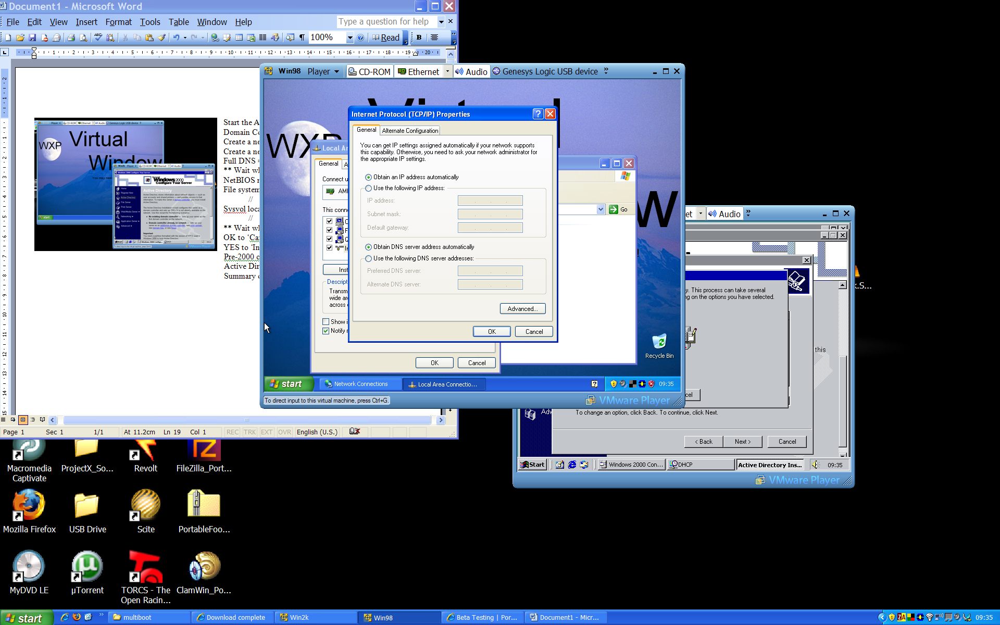 Document1 - Microsoft Word
File Edit View Insert Format Tools Table Window Help
Type a question for help
100%
Read
B
1 2 3 4 5 6 7 8 9 10 11 12 13 14 15 16 17 18 19 20
WXP
Virtual
Window
Windows 2000
Configure Your Server
Active Directory
Start the A
Domain Co
Create a ne
Create a ne
Full DNS =
** Wait wh
NetBIOS n
File system
//
Sysvol loca
//
** Wait wh
OK to ‘Can
YES to ‘In
Pre-2000 c
Active Dir
Summary c
Page 1 Sec 1 1/1 At 11.2cm Ln 19 Col 1 REC TRK EXT OVR English (U.S.)
Win98 Player CD-ROM Ethernet Audio Genesys Logic USB device
WXP
W
Internet Protocol (TCP/IP) Properties
General
Alternate Configuration
You can get IP settings assigned automatically if your network supports
this capability. Otherwise, you need to ask your network administrator for
the appropriate IP settings.
Obtain an IP address automatically
Use the following IP address:
IP address:
Subnet mask:
Default gateway:
Obtain DNS server address automatically
Use the following DNS server addresses:
Preferred DNS server:
Alternate DNS server:
Advanced...
OK Cancel
Local Ar
General A
Connect u
AM
This conne
Inst
Descript
Transm
wide are
across
Show i
Notify
OK Cancel
Go
Recycle Bin
start
Network Connections
Local Area Connectio...
09:35
To direct input to this virtual machine, press Ctrl+G.
VMware Player
et Audio
y. This process can take several
ng on the options you have selected.
this
cel
Adv
To change an option, click Back. To continue, click Next.
< Back Next > Cancel
Start
Windows 2000 Con...
DHCP
Active Directory Ins...
09:35
VMware Player
k.S...
Macromedia
Captivate
ProjectX_So...
Revolt
FileZilla_Port...
Mozilla Firefox
USB Drive
Scite
PortableFoo...
MyDVD LE
µTorrent
TORCS - The
Open Racin...
ClamWin_Po...
start
multiboot
Download complete
Win2k
Win98
Beta Testing | Por...
Document1 - Micr...
ZA
09:35